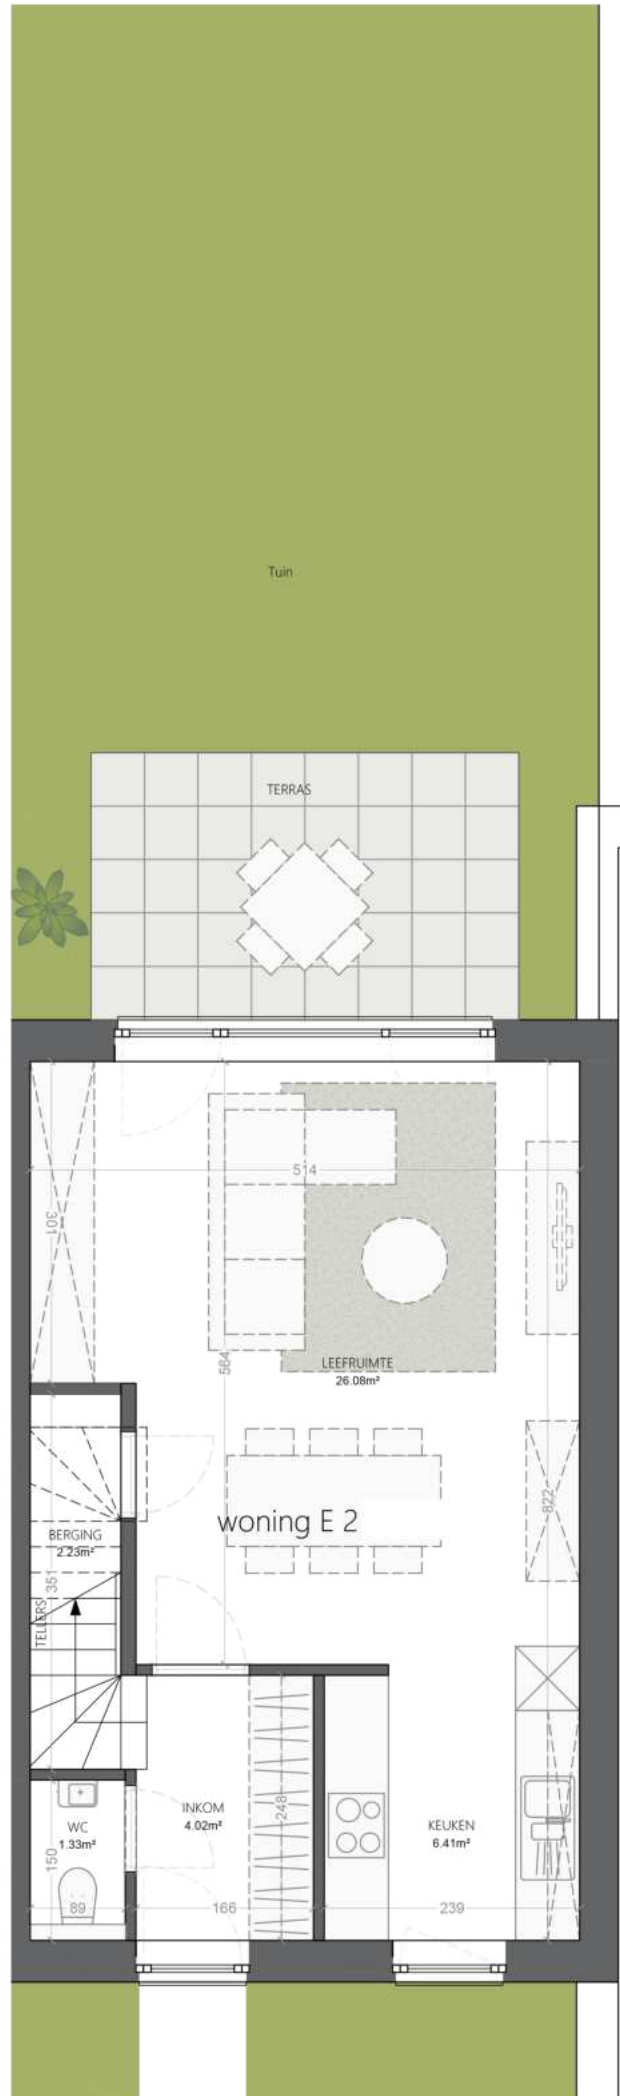 Tuin
TERRAS
514
301
LEEFRUIMTE
26.08m²
564
woning E 2
822
BERGING
2.23m²
351
TELLERS
INKOM
4.02m²
248
WC
1.33m²
KEUKEN
6.41m²
150
89
166
239